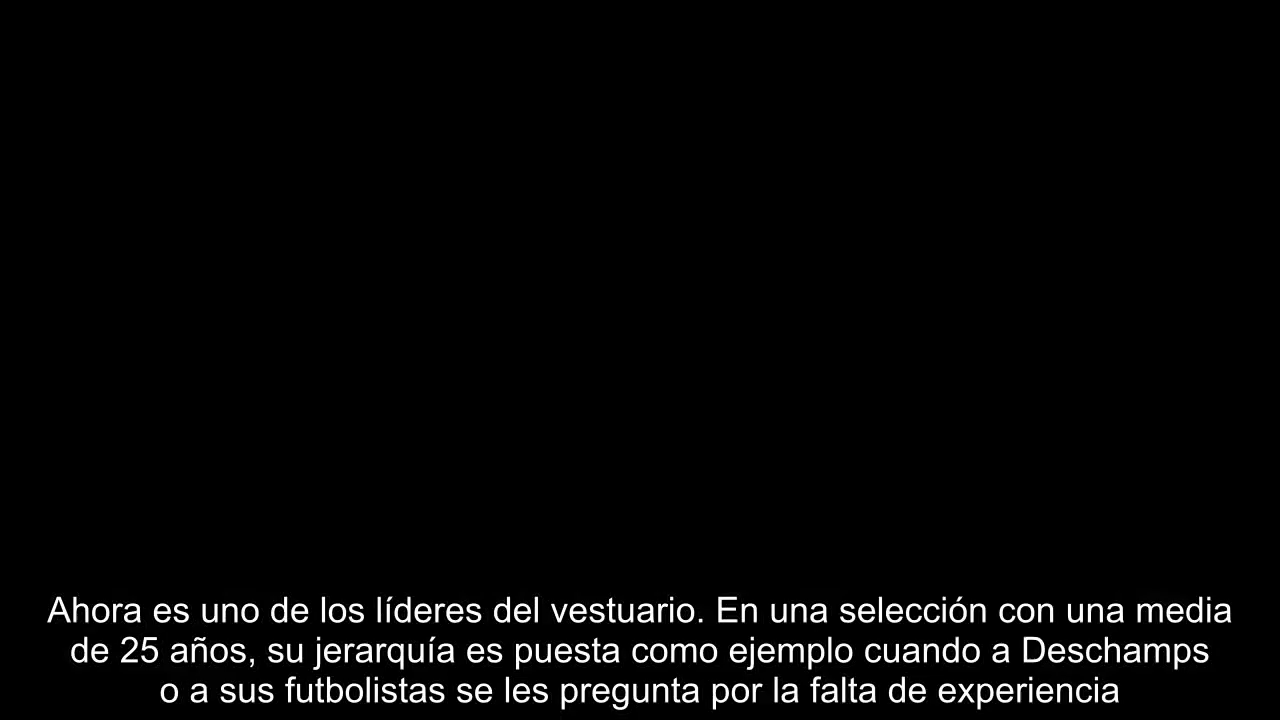 Ahora es uno de los líderes del vestuario. En una selección con una media
de 25 años, su jerarquía es puesta como ejemplo cuando a Deschamps
o a sus futbolistas se les pregunta por la falta de experiencia